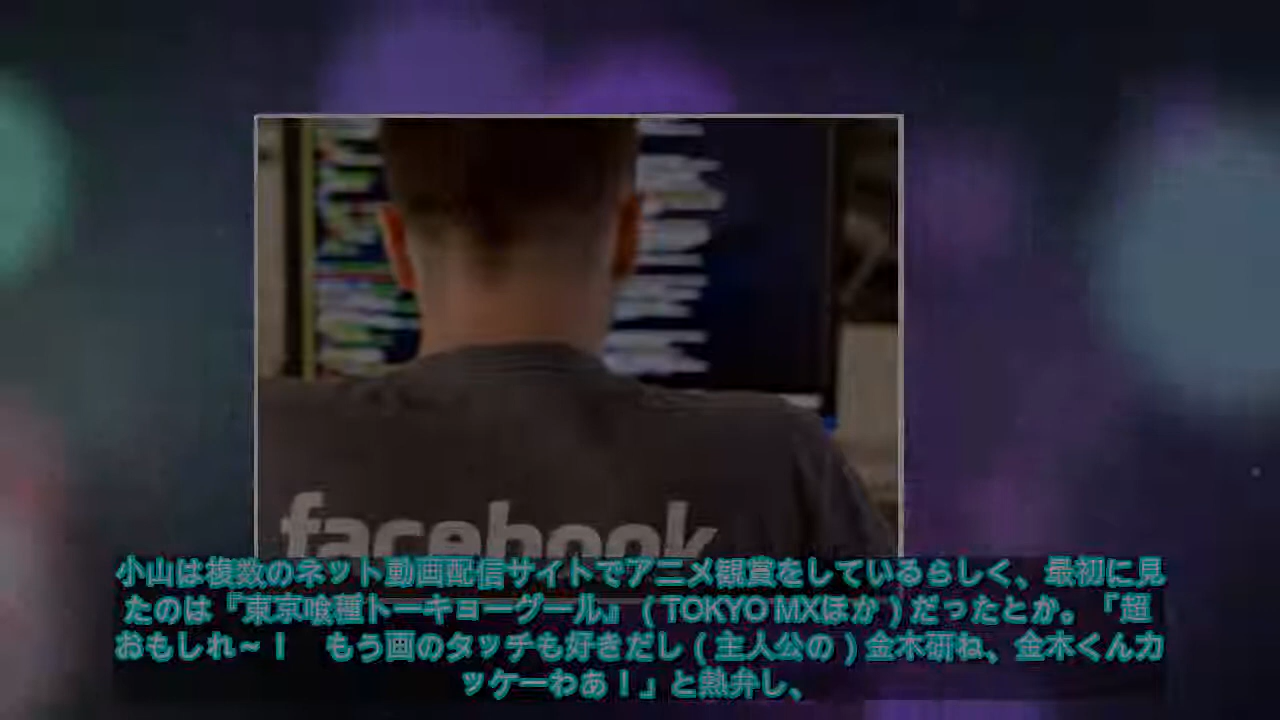 facebook
小山は複数のネット動画配信サイトでアニメ観賞をしているらしく、最初に見
たのは『東京喰種トーキョーグール』（TOKYO MXほか）だったとか。「超
おもしれ～！　もう画のタッチも好きだし（主人公の）金木研ね、金木くんカ
ッケーわあ！」と熱弁し、